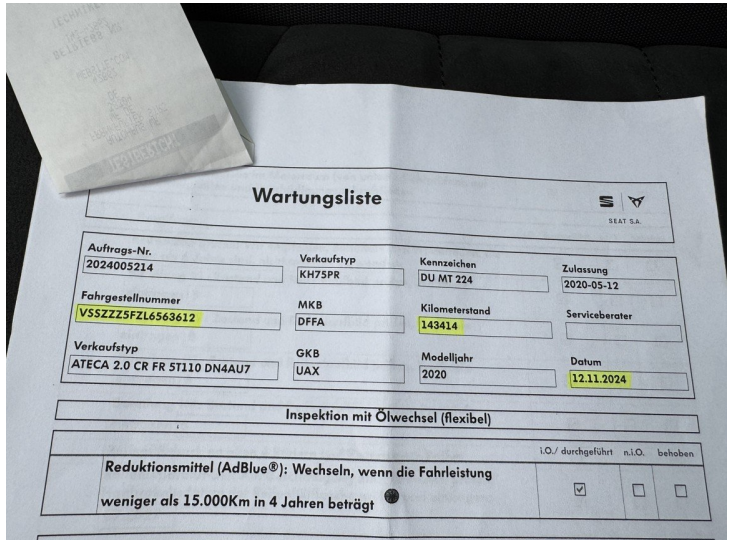 Wartungsliste
SEAT S.A.
Auftrags-Nr.
2024005214
Verkaufstyp
KH75PR
Kennzeichen
DU MT 224
Zulassung
2020-05-12
Fahrgestellnummer
VSSZZZ5FZL6563612
MKB
DFFA
Kilometerstand
143414
Serviceberater
Verkaufstyp
ATECA 2.0 CR FR 5T110 DN4AU7
GKB
UAX
Modelljahr
2020
Datum
12.11.2024
Inspektion mit Ölwechsel (flexibel)
i.O./ durchgeführt n.i.O. behoben
Reduktionsmittel (AdBlue®): Wechseln, wenn die Fahrleistung
weniger als 15.000Km in 4 Jahren beträgt